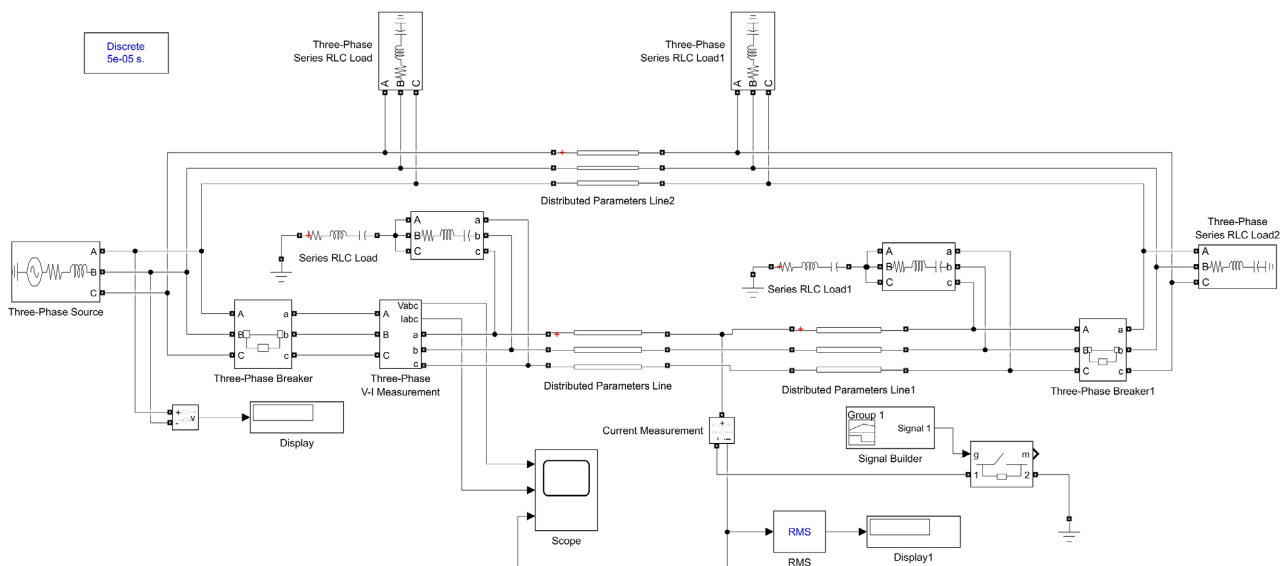 Discrete
5e-05 s.
Three-Phase
Series RLC Load
A
B
C
Three-Phase
Series RLC Load1
A
B
C
Distributed Parameters Line2
A
B
C
Three-Phase Source
Series RLC Load
A
B
C
a
b
c
Series RLC Load1
A
B
C
a
b
c
Three-Phase
Series RLC Load2
A
B
C
A
B
C
a
b
c
Three-Phase Breaker
Vabc
Iabc
A
B
C
a
b
c
Three-Phase
V-I Measurement
Distributed Parameters Line
Distributed Parameters Line1
A
B
C
a
b
c
Three-Phase Breaker1
+
-
v
Display
Current Measurement
+
-
Group 1
Signal 1
Signal Builder
g
m
1
2
Scope
RMS
RMS
Display1